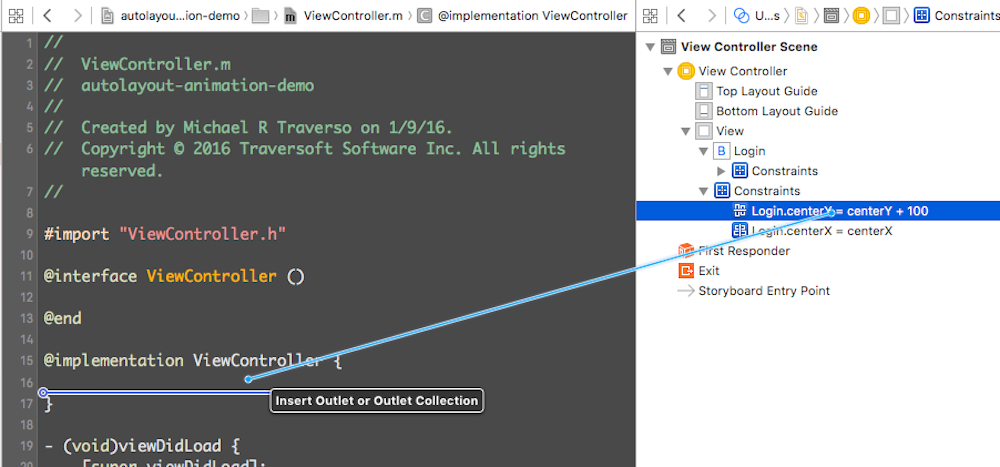 autolayou...ion-demo
ViewController.m
@implementation ViewController
1 //
2 // ViewController.m
3 // autolayout-animation-demo
4 //
5 // Created by Michael R Traverso on 1/9/16.
6 // Copyright © 2016 Traversoft Software Inc. All rights
reserved.
7 //
8
9 #import "ViewController.h"
10
11 @interface ViewController ()
12
13 @end
14
15 @implementation ViewController {
16
Insert Outlet or Outlet Collection
17 }
18
19 - (void)viewDidLoad {
20 [super viewDidLoad];
U...s
Constraints
View Controller Scene
View Controller
Top Layout Guide
Bottom Layout Guide
View
B Login
Constraints
Constraints
Login.centerY = centerY + 100
Login.centerX = centerX
First Responder
Exit
Storyboard Entry Point